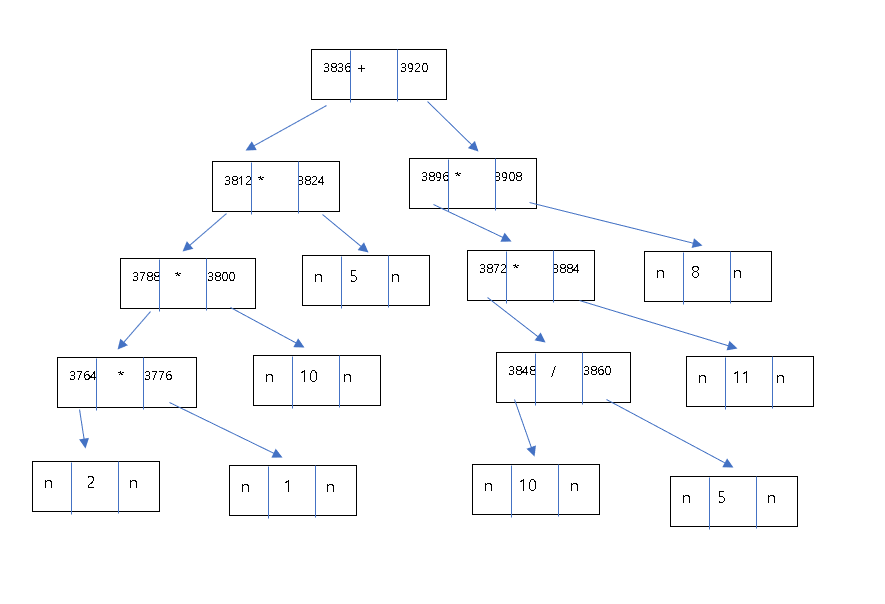 3836 + 3920
3812 * 3824
3896 * 3908
3788 * 3800
n 5 n
3872 * 3884
n 8 n
3764 * 3776
n 10 n
3848 / 3860
n 11 n
n 2 n
n 1 n
n 10 n
n 5 n